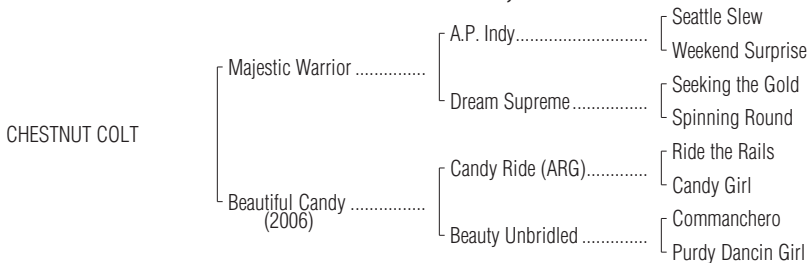 Seattle Slew
A.P. Indy.............................
Weekend Surprise
Majestic Warrior ...............
Seeking the Gold
Dream Supreme................
Spinning Round
CHESTNUT COLT
Ride the Rails
Candy Ride (ARG).............
Candy Girl
Beautiful Candy ................
(2006)
Commanchero
Beauty Unbridled ..............
Purdy Dancin Girl